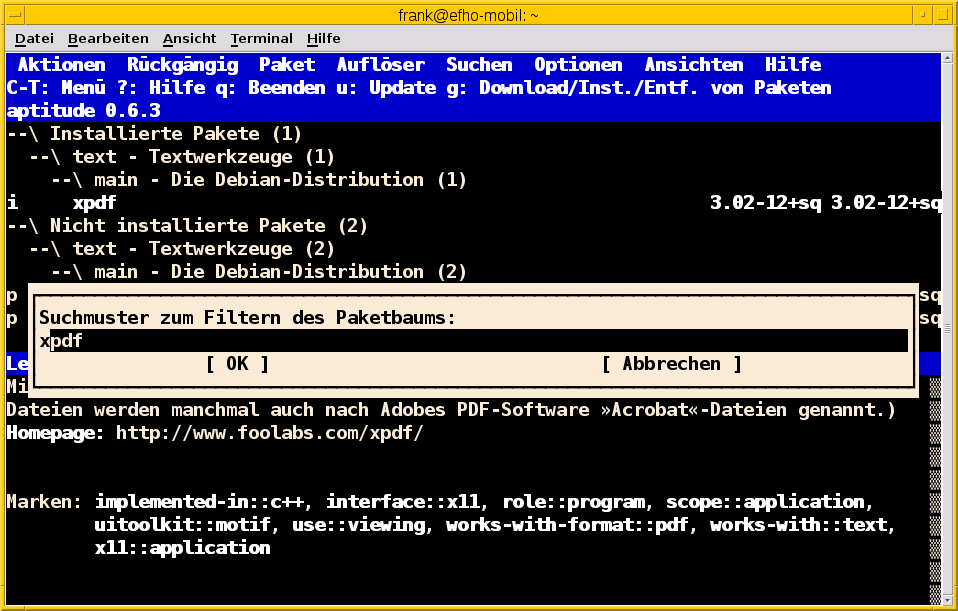 frank@efho-mobil: ~
Datei Bearbeiten Ansicht Terminal Hilfe
Aktionen Rückgängig Paket Auflöser Suchen Optionen Ansichten Hilfe
C-T: Menü ?: Hilfe q: Beenden u: Update g: Download/Inst./Entf. von Paketen
aptitude 0.6.3
--\ Installierte Pakete (1)
--\ text - Textwerkzeuge (1)
--\ main - Die Debian-Distribution (1)
i xpdf 3.02-12+sq 3.02-12+sq
--\ Nicht installierte Pakete (2)
--\ text - Textwerkzeuge (2)
--\ main - Die Debian-Distribution (2)
p sq
Suchmuster zum Filtern des Paketbaums:
p sq
xpdf
Le [ OK ] [ Abbrechen ]
Mi
Dateien werden manchmal auch nach Adobes PDF-Software »Acrobat«-Dateien genannt.)
Homepage: http://www.foolabs.com/xpdf/
Marken: implemented-in::c++, interface::x11, role::program, scope::application,
uitoolkit::motif, use::viewing, works-with-format::pdf, works-with::text,
x11::application